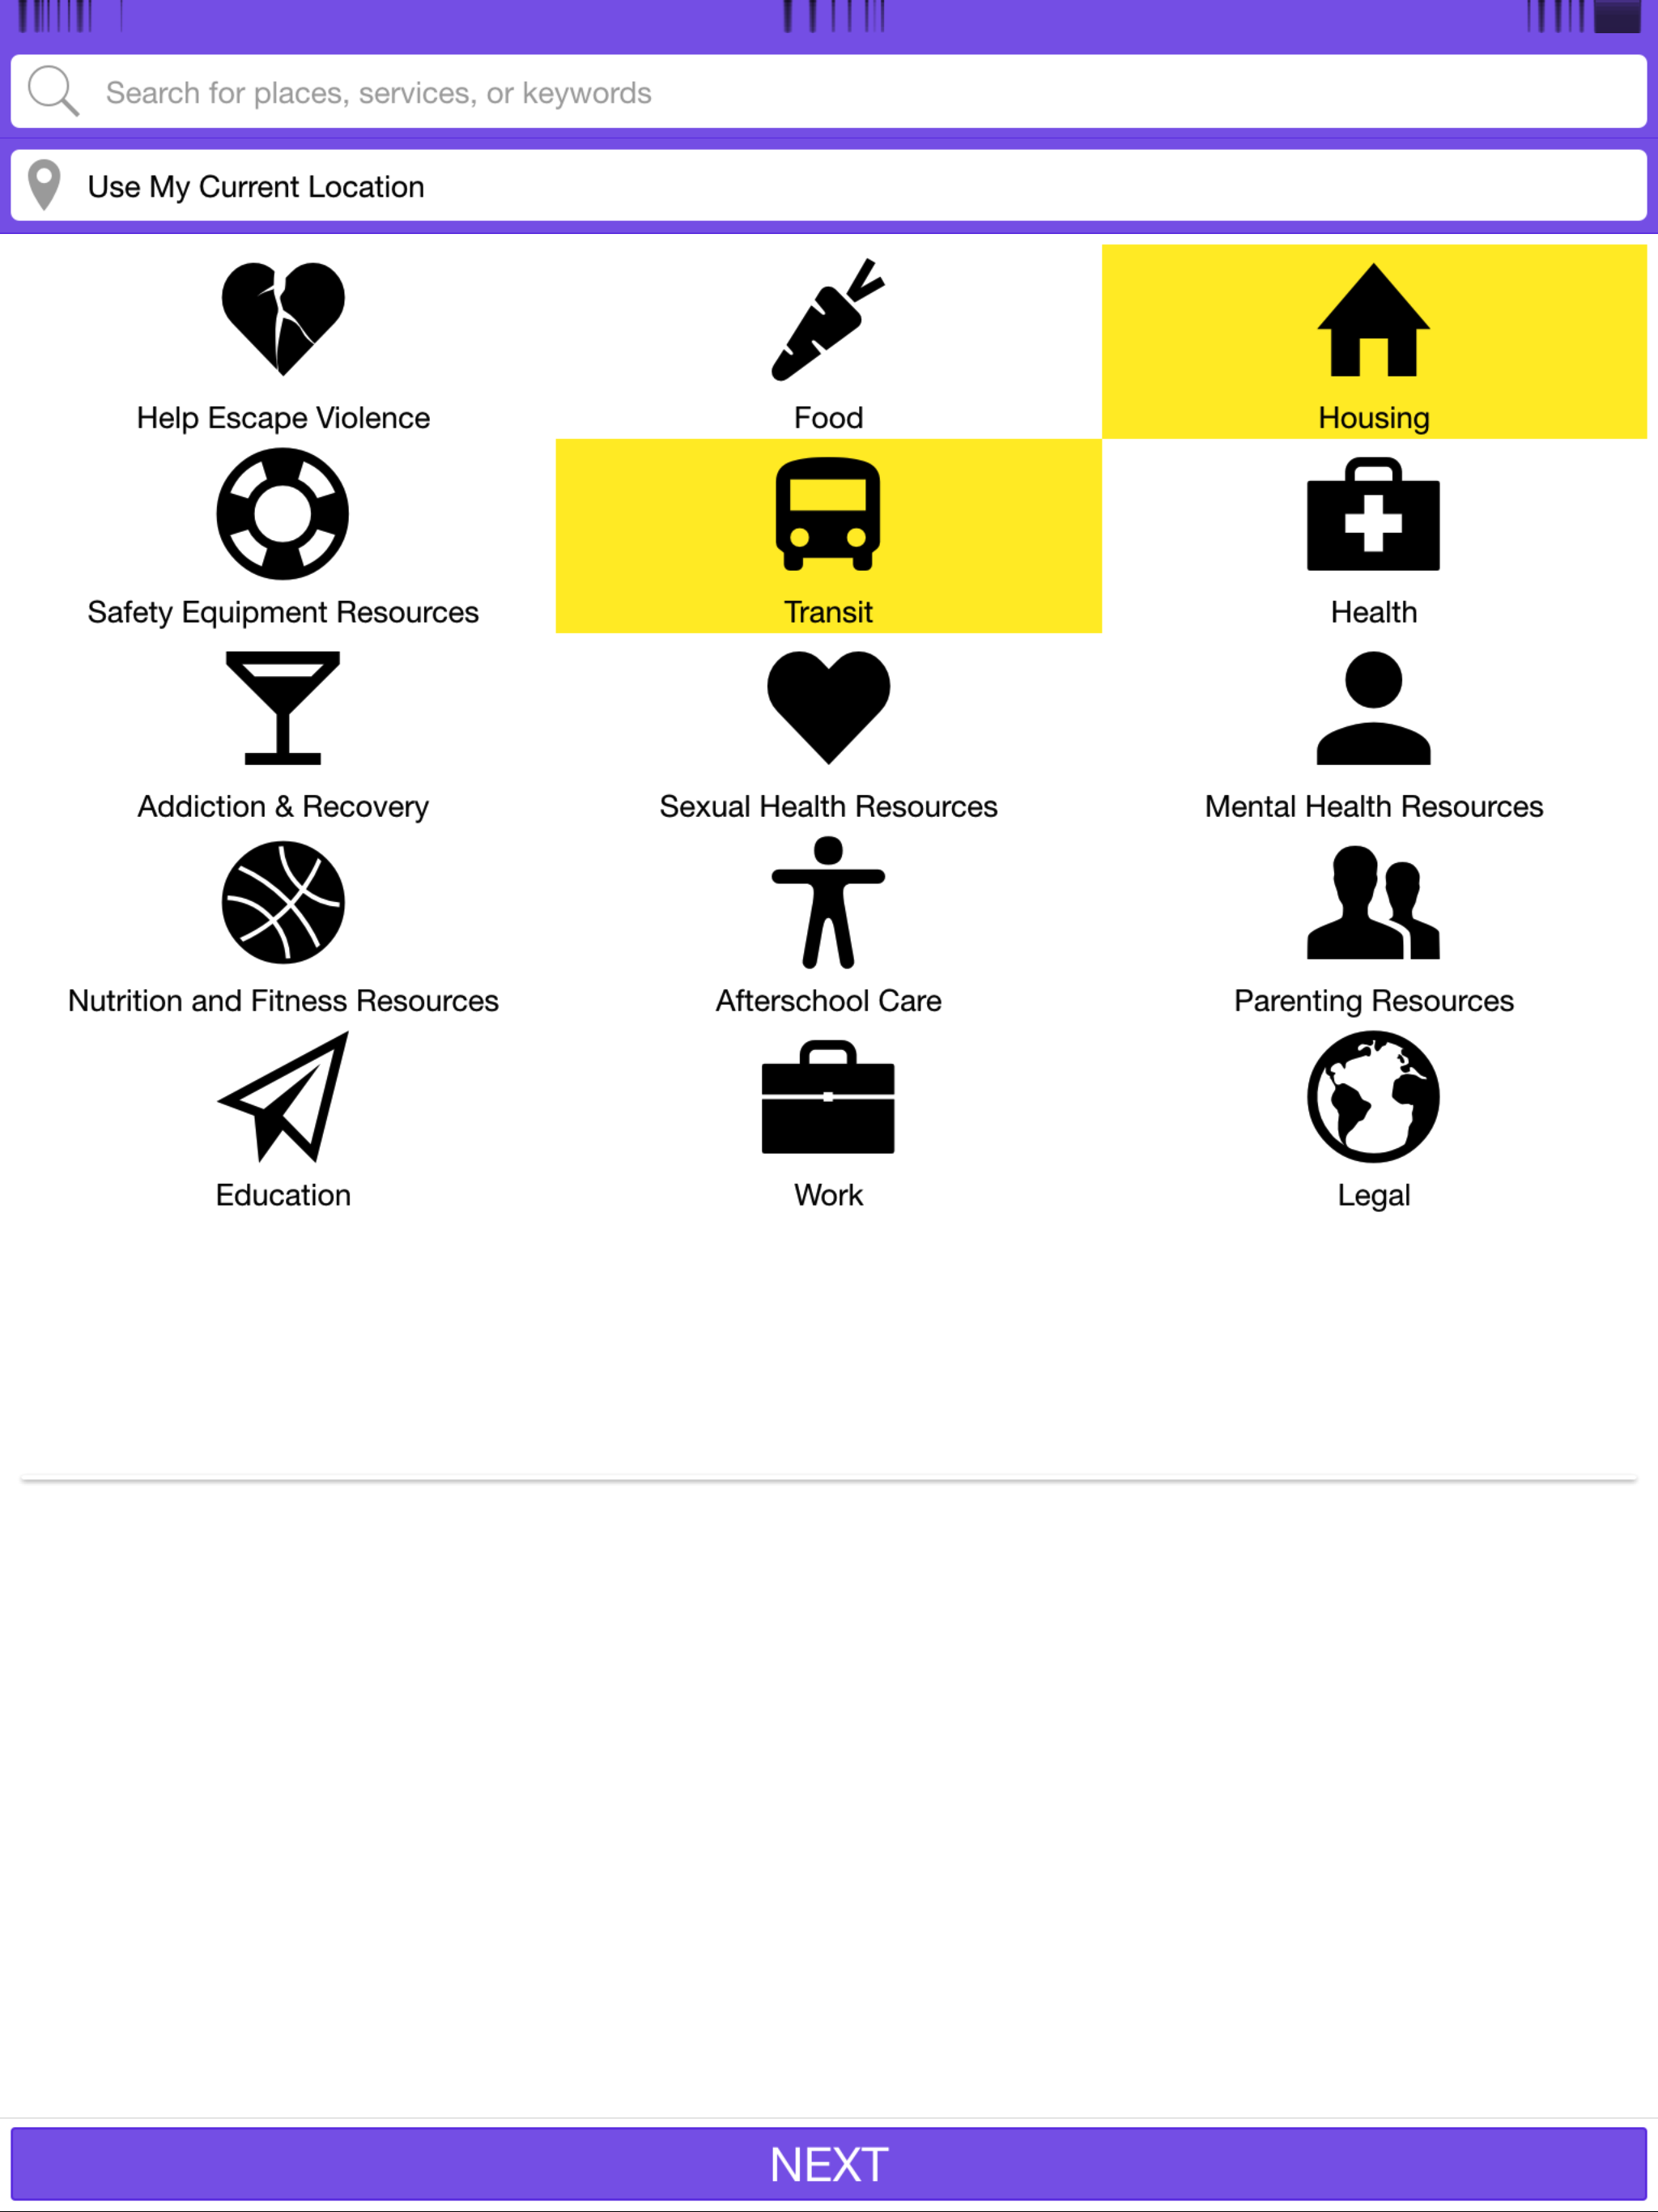 Search for places, services, or keywords
Use My Current Location
Help Escape Violence
Food
Housing
Safety Equipment Resources
Transit
Health
Addiction & Recovery
Sexual Health Resources
Mental Health Resources
Nutrition and Fitness Resources
Afterschool Care
Parenting Resources
Education
Work
Legal
NEXT